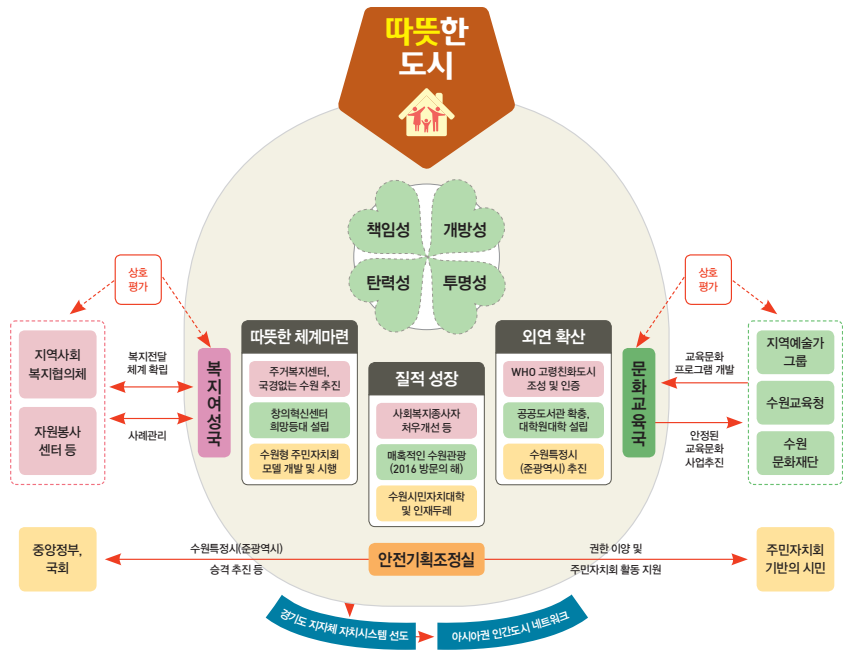 따뜻한
도시
책임성
개방성
탄력성
투명성
상호
평가
상호
평가
지역사회
복지협의체
자원봉사
센터 등
복지전달
체계 확립
사례관리
복지여성국
따뜻한 체계마련
주거복지센터,
국경없는 수원 추진
창의혁신센터
희망등대 설립
수원형 주민자치회
모델 개발 및 시행
질적 성장
사회복지종사자
처우개선 등
매혹적인 수원관광
(2016 방문의 해)
수원시민자치대학
및 인재두레
외연 확산
WHO 고령친화도시
조성 및 인증
공공도서관 확충,
대학원대학 설립
수원특정시
(준광역시) 추진
문화교육국
교육문화
프로그램 개발
안정된
교육문화
사업추진
지역예술가
그룹
수원교육청
수원
문화재단
중앙정부,
국회
수원특정시(준광역시)
승격 추진 등
안전기획조정실
권한 이양 및
주민자치회 활동 지원
주민자치회
기반의 시민
경기도 지자체 자치시스템 선도
아시아권 인간도시 네트워크